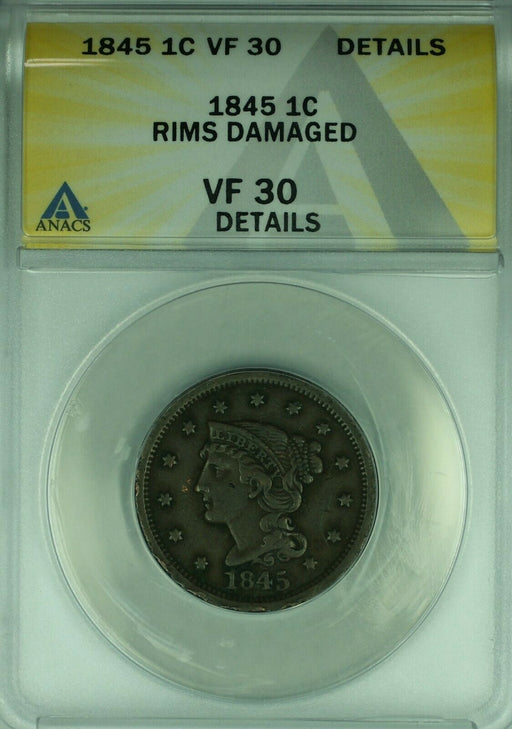 1845 1C VF 30 DETAILS
1845 1C
RIMS DAMAGED
VF 30
DETAILS
ANACS
LIBERTY
1845